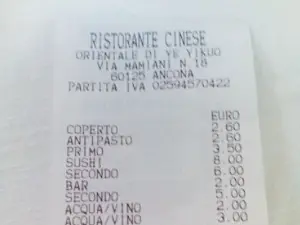 RISTORANTE CINESE
ORIENTALE DI YE YIKUO
VIA MAMIANI N 18
60125 ANCONA
PARTITA IVA 02594570422
EURO
COPERTO 2.60
ANTIPASTO 2.60
PRIMO 3.50
SUSHI 8.00
SECONDO 6.00
BAR 2.00
SECONDO 5.00
ACQUA/VINO 2.00
ACQUA/VINO 3.00